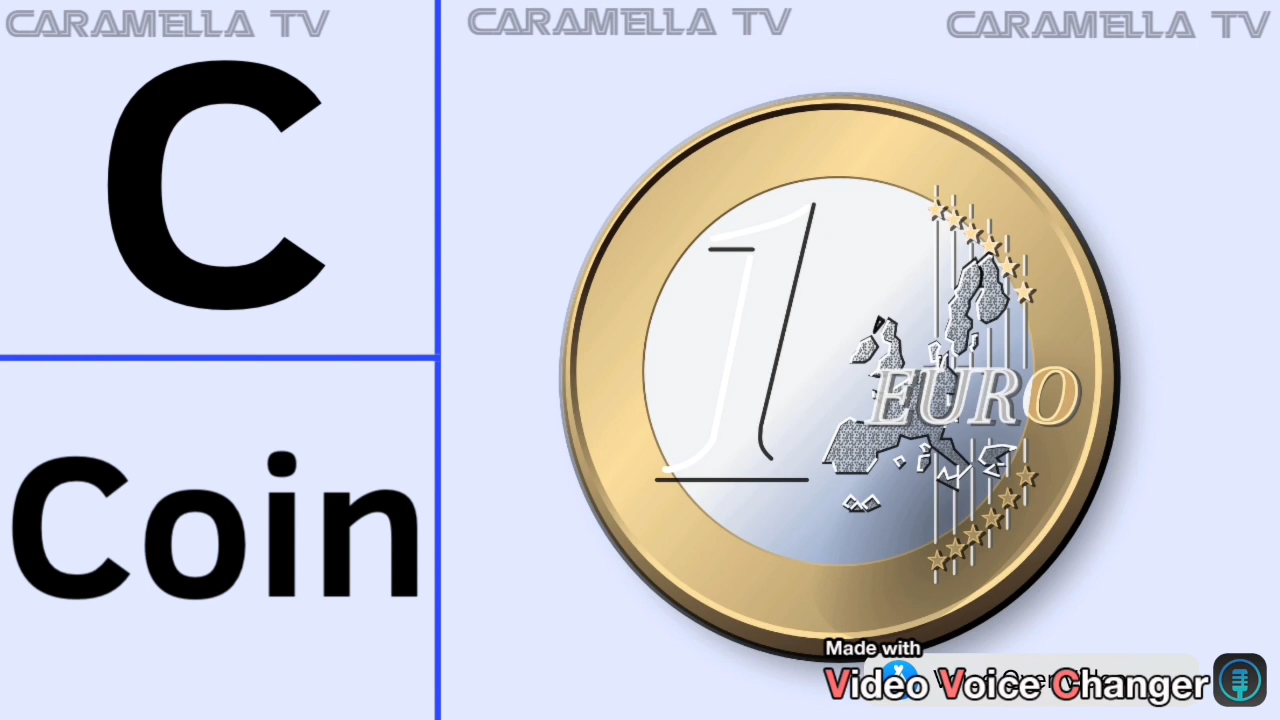 CARAMELLA TV
CARAMELLA TV
CARAMELLA TV
C
Coin
1
EURO
Made with
Video Voice Changer